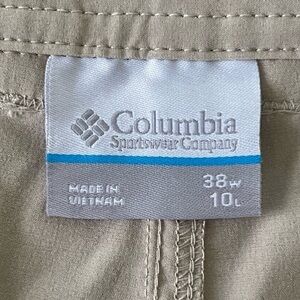 Columbia
Sportswear Company
MADE IN
VIETNAM
38W
10L